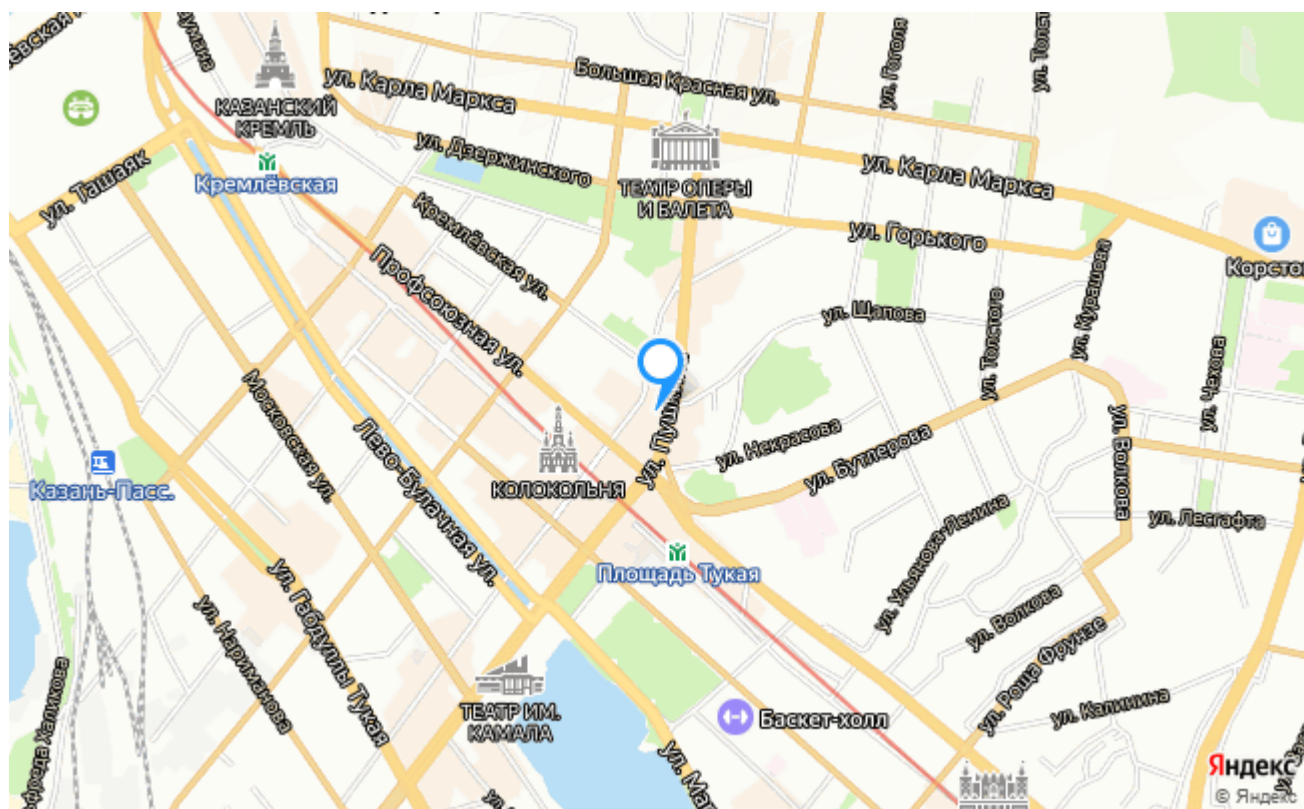 ул. Карла Маркса
Большая Красная ул.
ул. Гоголя
КАЗАНСКИЙ
КРЕМЛЬ
ул. Дзержинского
ул. Карла Маркса
ул. Ташаяк
Кремлёвская
ТЕАТР ОПЕРЫ
И БАЛЕТА
Кремлёвская ул.
ул. Горького
Профсоюзная ул.
ул. Щапова
ул. Толстого
ул. Курашова
ул. Чехова
Московская ул.
Лево-Булачная ул.
ул. Некрасова
ул. Бутлерова
ул. Волкова
Казань-Пасс.
КОЛОКОЛЬНЯ
ул. Лесгафта
Площадь Тукая
ул. Ульянова-Ленина
ул. Габдуллы Тукая
ул. Нариманова
ул. Волкова
ул. Роща Фрунзе
ул. Калинина
ТЕАТР ИМ.
КАМАЛА
Баскет-холл
Яндекс
© Яндекс